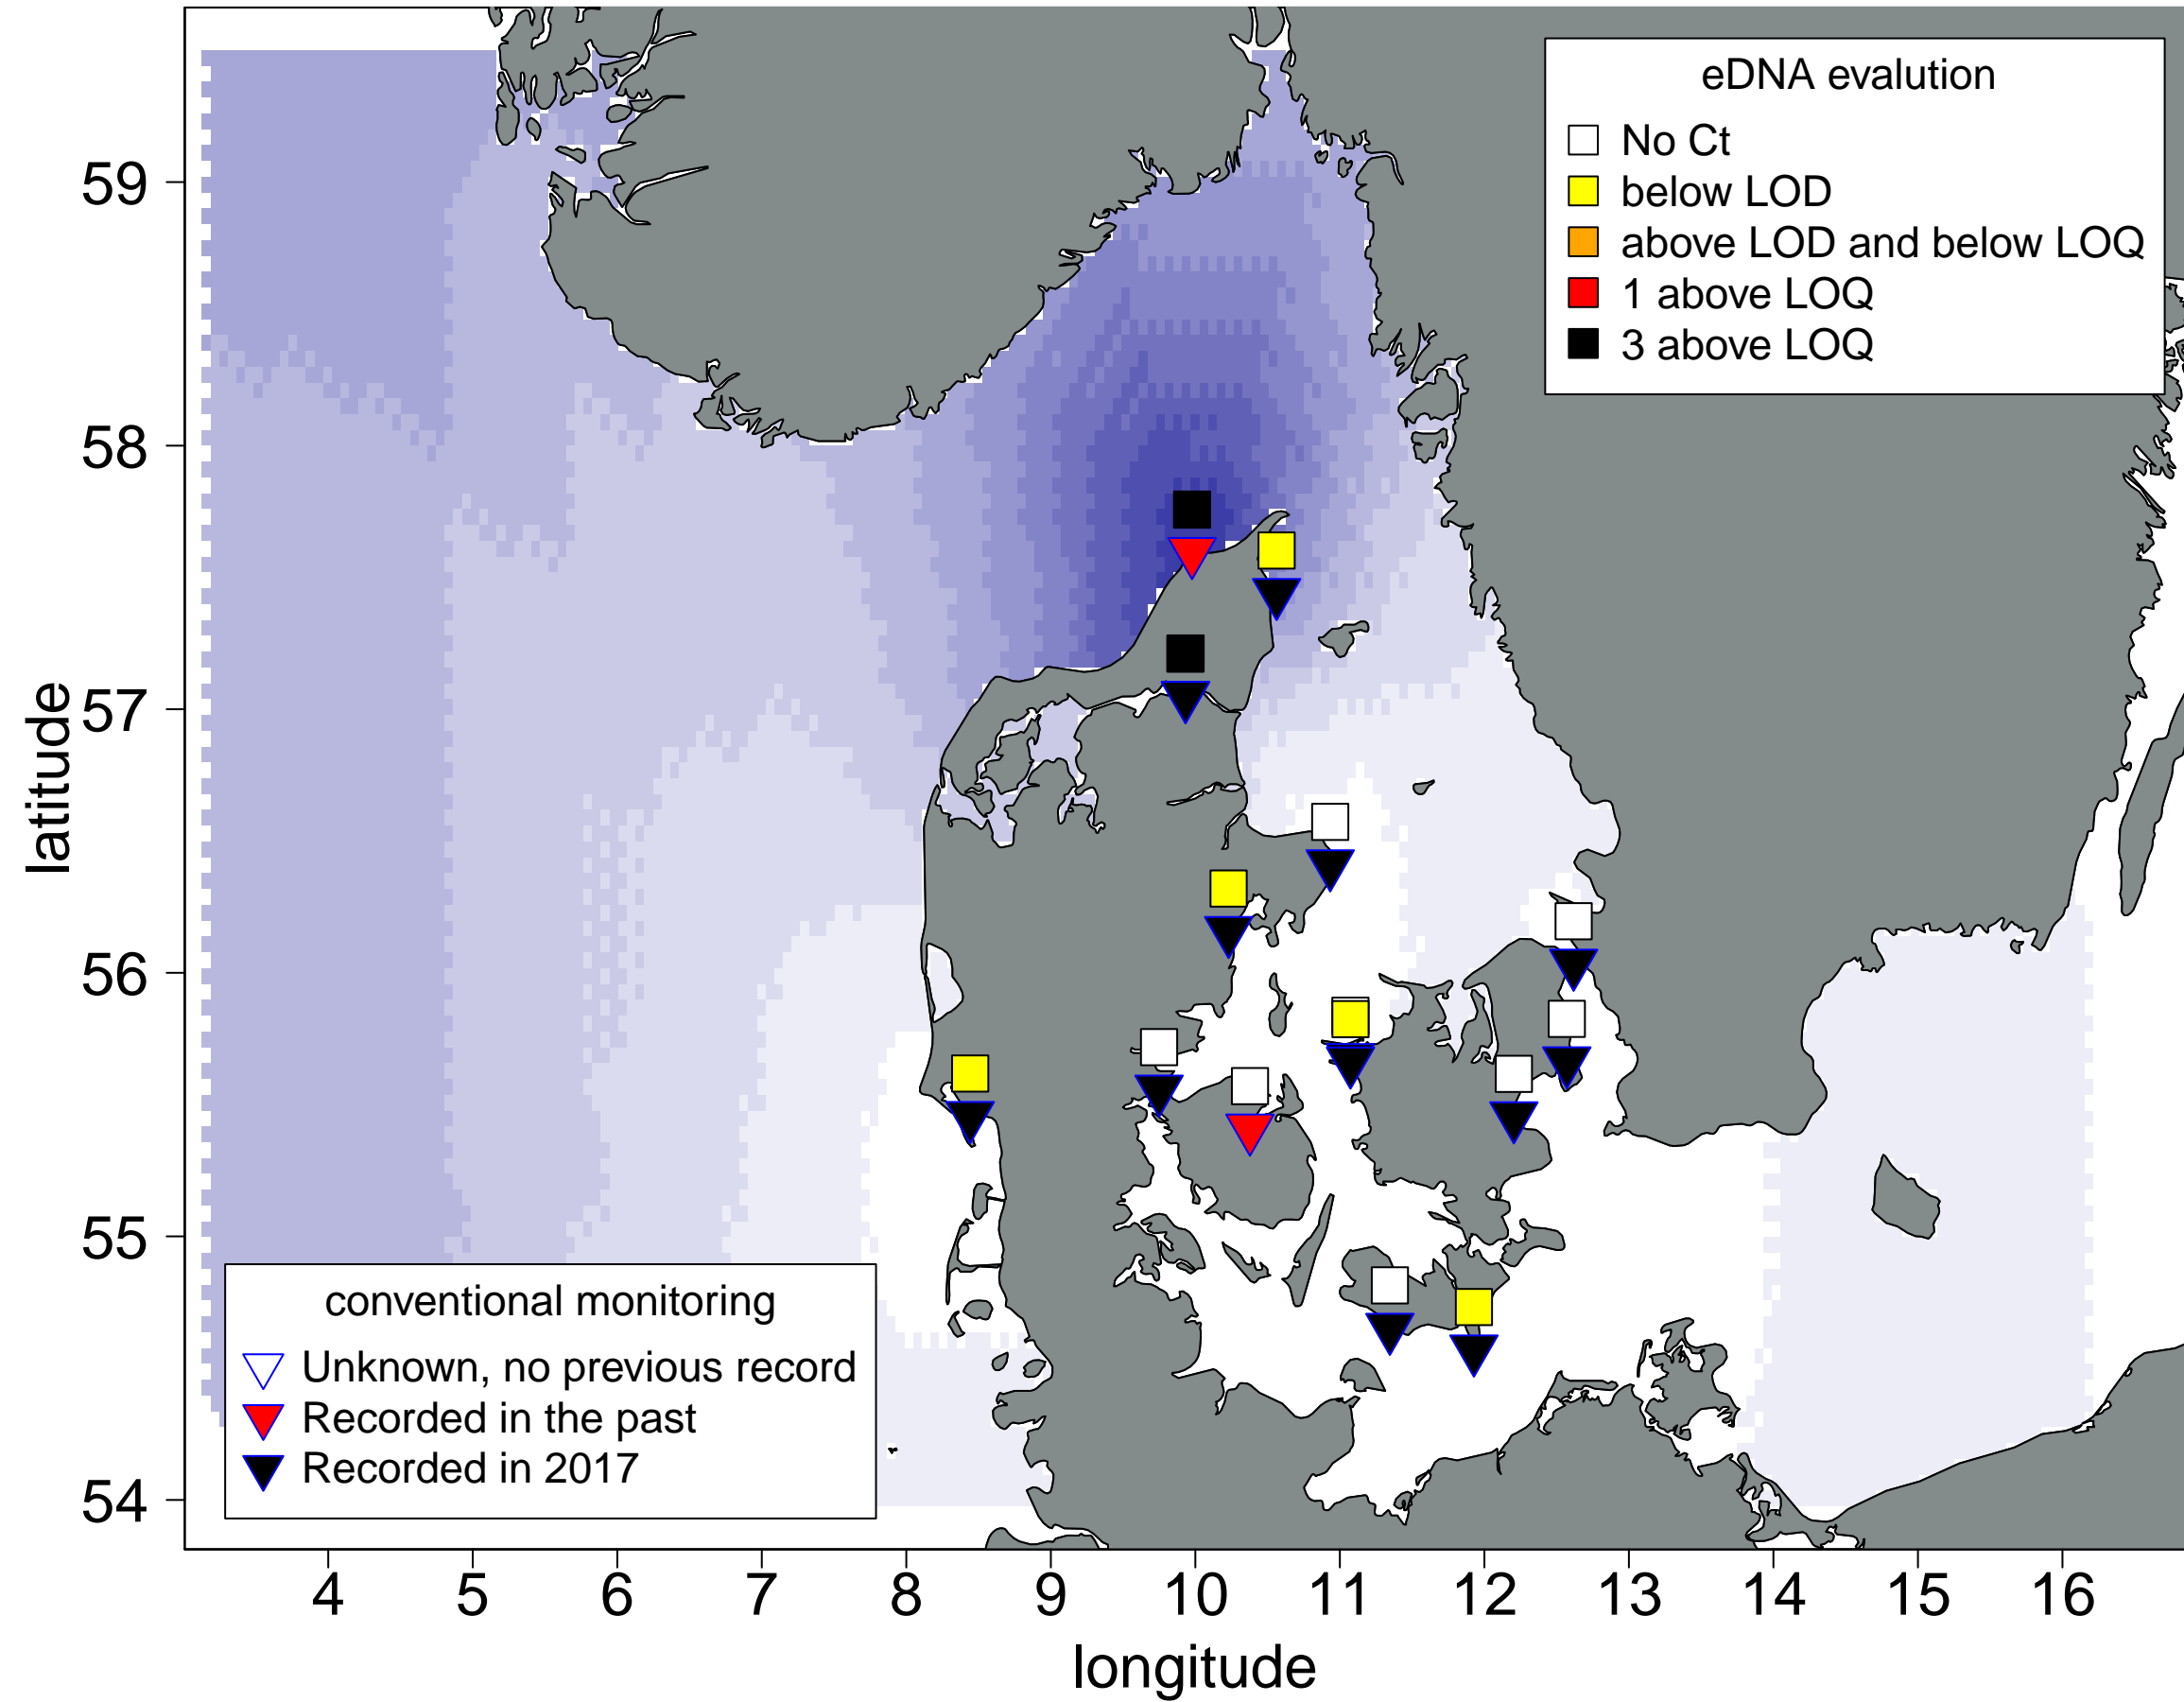 eDNA evalution
No Ct
below LOD
above LOD and below LOQ
1 above LOQ
3 above LOQ
59
58
57
56
55
54
latitude
conventional monitoring
Unknown, no previous record
Recorded in the past
Recorded in 2017
4 5 6 7 8 9 10 11 12 13 14 15 16
longitude